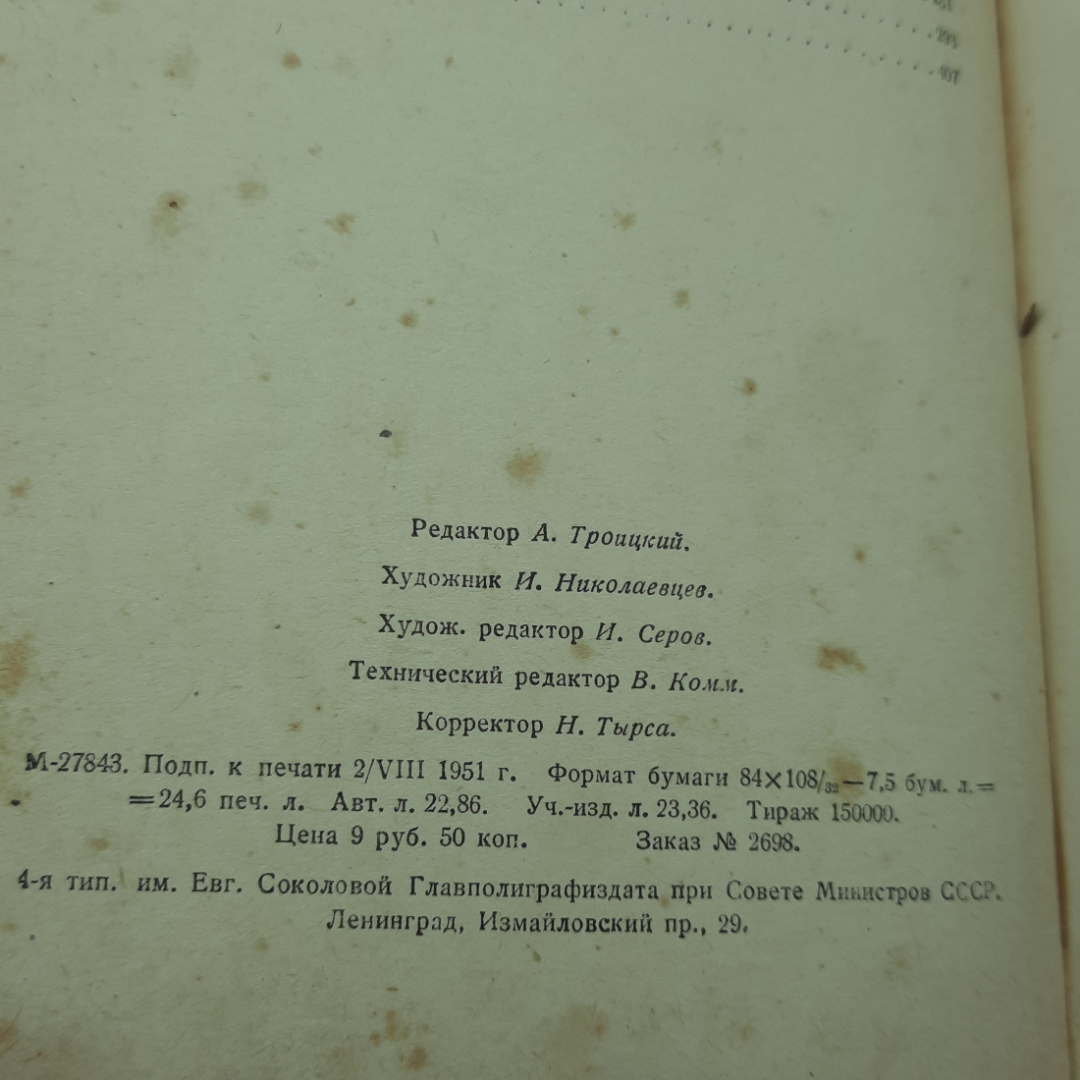 Редактор А. Троицкий.
Художник И. Николаевцев.
Худож. редактор И. Серов.
Технический редактор В. Комм.
Корректор Н. Тырса.
М-27843. Подп. к печати 2/VIII 1951 г. Формат бумаги 84×108/32—7,5 бум. л.=
=24,6 печ. л. Авт. л. 22,86. Уч.-изд. л. 23,36. Тираж 150000.
Цена 9 руб. 50 коп. Заказ № 2698.
4-я тип. им. Евг. Соколовой Главполиграфиздата при Совете Министров СССР.
Ленинград, Измайловский пр., 29.